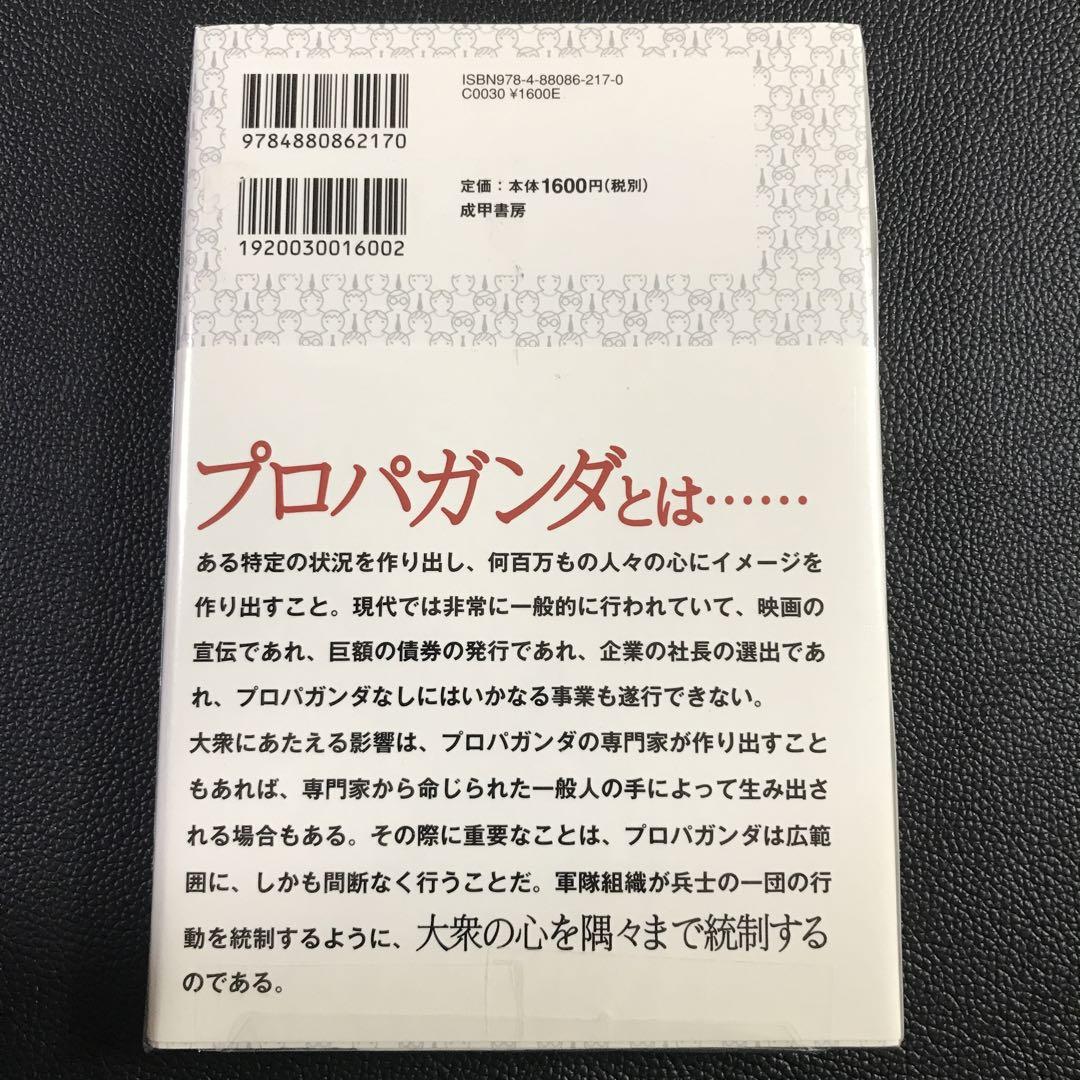 ISBN978-4-88086-217-0
C0030 ¥1600E
9784880862170
定価：本体1600円（税別）
成甲書房
1920030016002
プロパガンダとは……
ある特定の状況を作り出し、何百万もの人々の心にイメージを
作り出すこと。現代では非常に一般的に行われていて、映画の
宣伝であれ、巨額の債券の発行であれ、企業の社長の選出であ
れ、プロパガンダなしにはいかなる事業も遂行できない。
大衆にあたえる影響は、プロパガンダの専門家が作り出すこと
もあれば、専門家から命じられた一般人の手によって生み出さ
れる場合もある。その際に重要なことは、プロパガンダは広範
囲に、しかも間断なく行うことだ。軍隊組織が兵士の一団の行
動を統制するように、大衆の心を隅々まで統制する
のである。